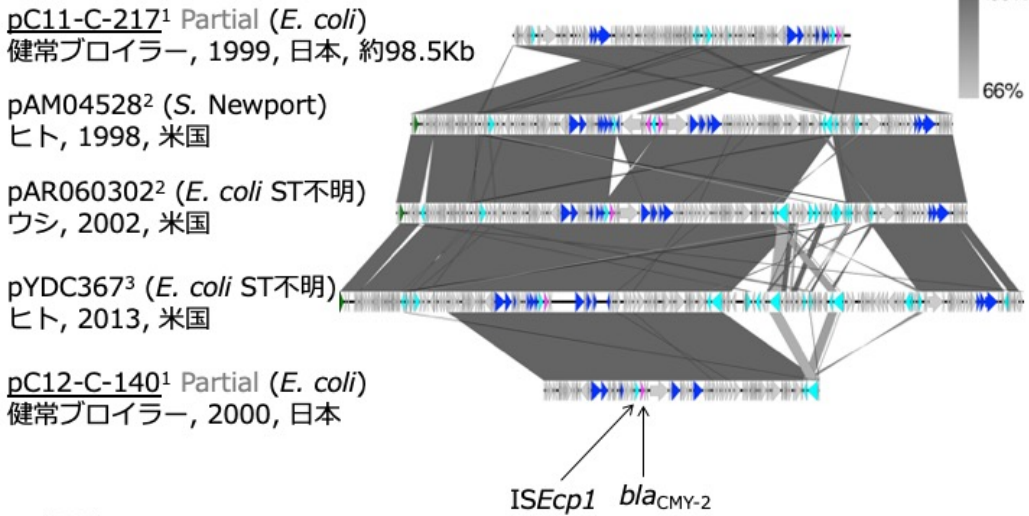 pC11-C-217¹ Partial (E. coli)
健常ブロイラー, 1999, 日本, 約98.5Kb
66%
pAM04528² (S. Newport)
ヒト, 1998, 米国
pAR060302² (E. coli ST不明)
ウシ, 2002, 米国
pYDC367³ (E. coli ST不明)
ヒト, 2013, 米国
pC12-C-140¹ Partial (E. coli)
健常ブロイラー, 2000, 日本
ISEcp1 bla CMY-2